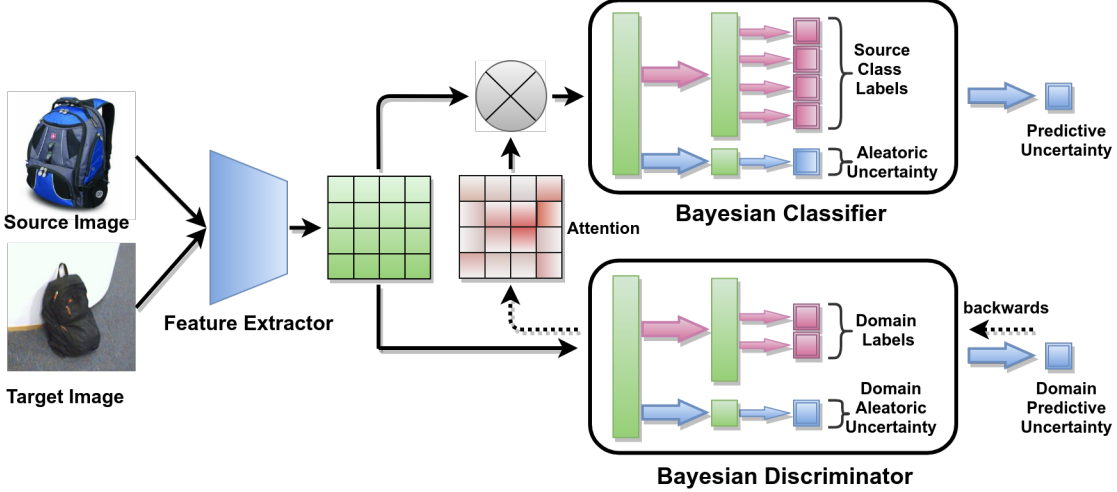 Source Image
Target Image
Feature Extractor
Attention
Source
Class
Labels
Aleatoric
Uncertainty
Bayesian Classifier
Predictive
Uncertainty
Domain
Labels
Domain
Aleatoric
Uncertainty
Bayesian Discriminator
backwards
Domain
Predictive
Uncertainty